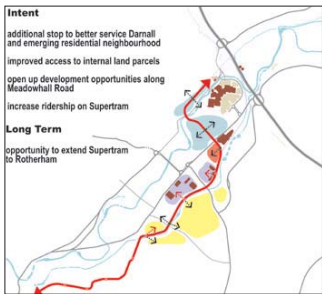 Intent
additional stop to better service Darnall
and emerging residential neighbourhood
improved access to internal land parcels
open up development opportunities along
Meadowhall Road
increase ridership on Supertram
Long Term
opportunity to extend Supertram
to Rotherham